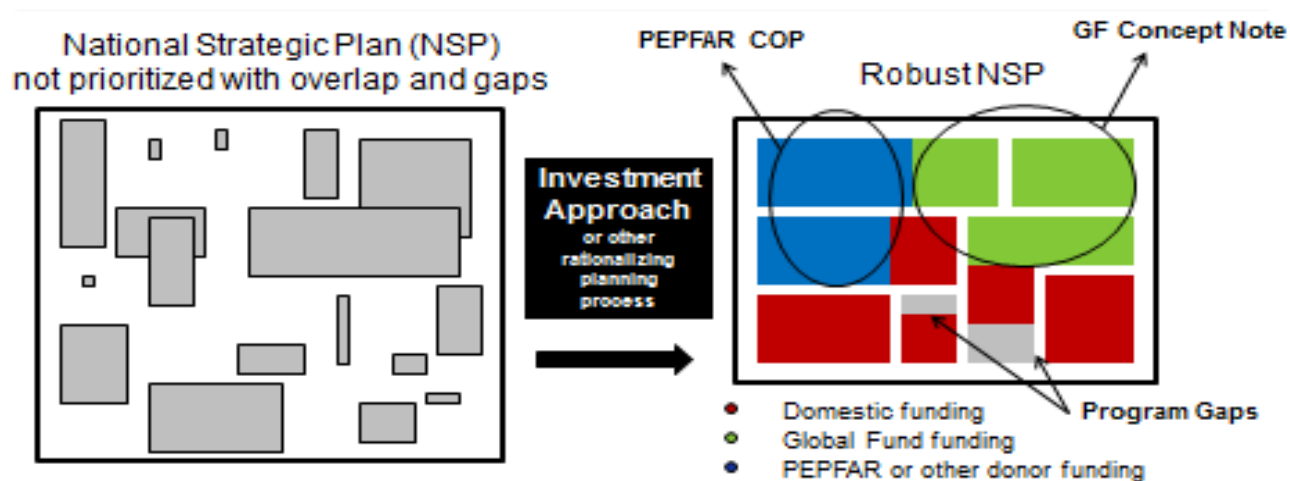 National Strategic Plan (NSP)
not prioritized with overlap and gaps
PEPFAR COP
GF Concept Note
Robust NSP
Investment
Approach
or other
rationalizing
planning
process
Domestic funding
Global Fund funding
PEPFAR or other donor funding
Program Gaps